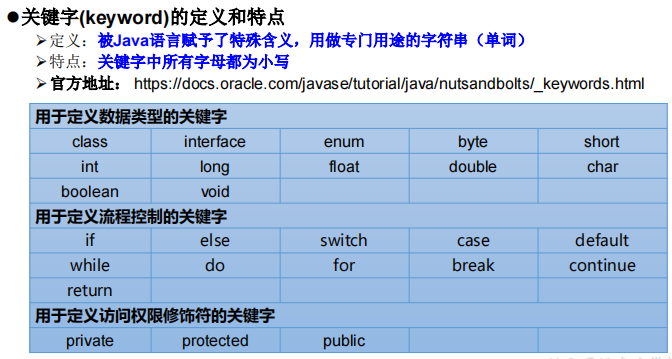 ●关键字(keyword)的定义和特点
➢定义：被Java语言赋予了特殊含义，用做专门用途的字符串（单词）
➢特点：关键字中所有字母都为小写
➢官方地址： https://docs.oracle.com/javase/tutorial/java/nutsandbolts/_keywords.html
用于定义数据类型的关键字
class interface enum byte short
int long float double char
boolean void
用于定义流程控制的关键字
if else switch case default
while do for break continue
return
用于定义访问权限修饰符的关键字
private protected public